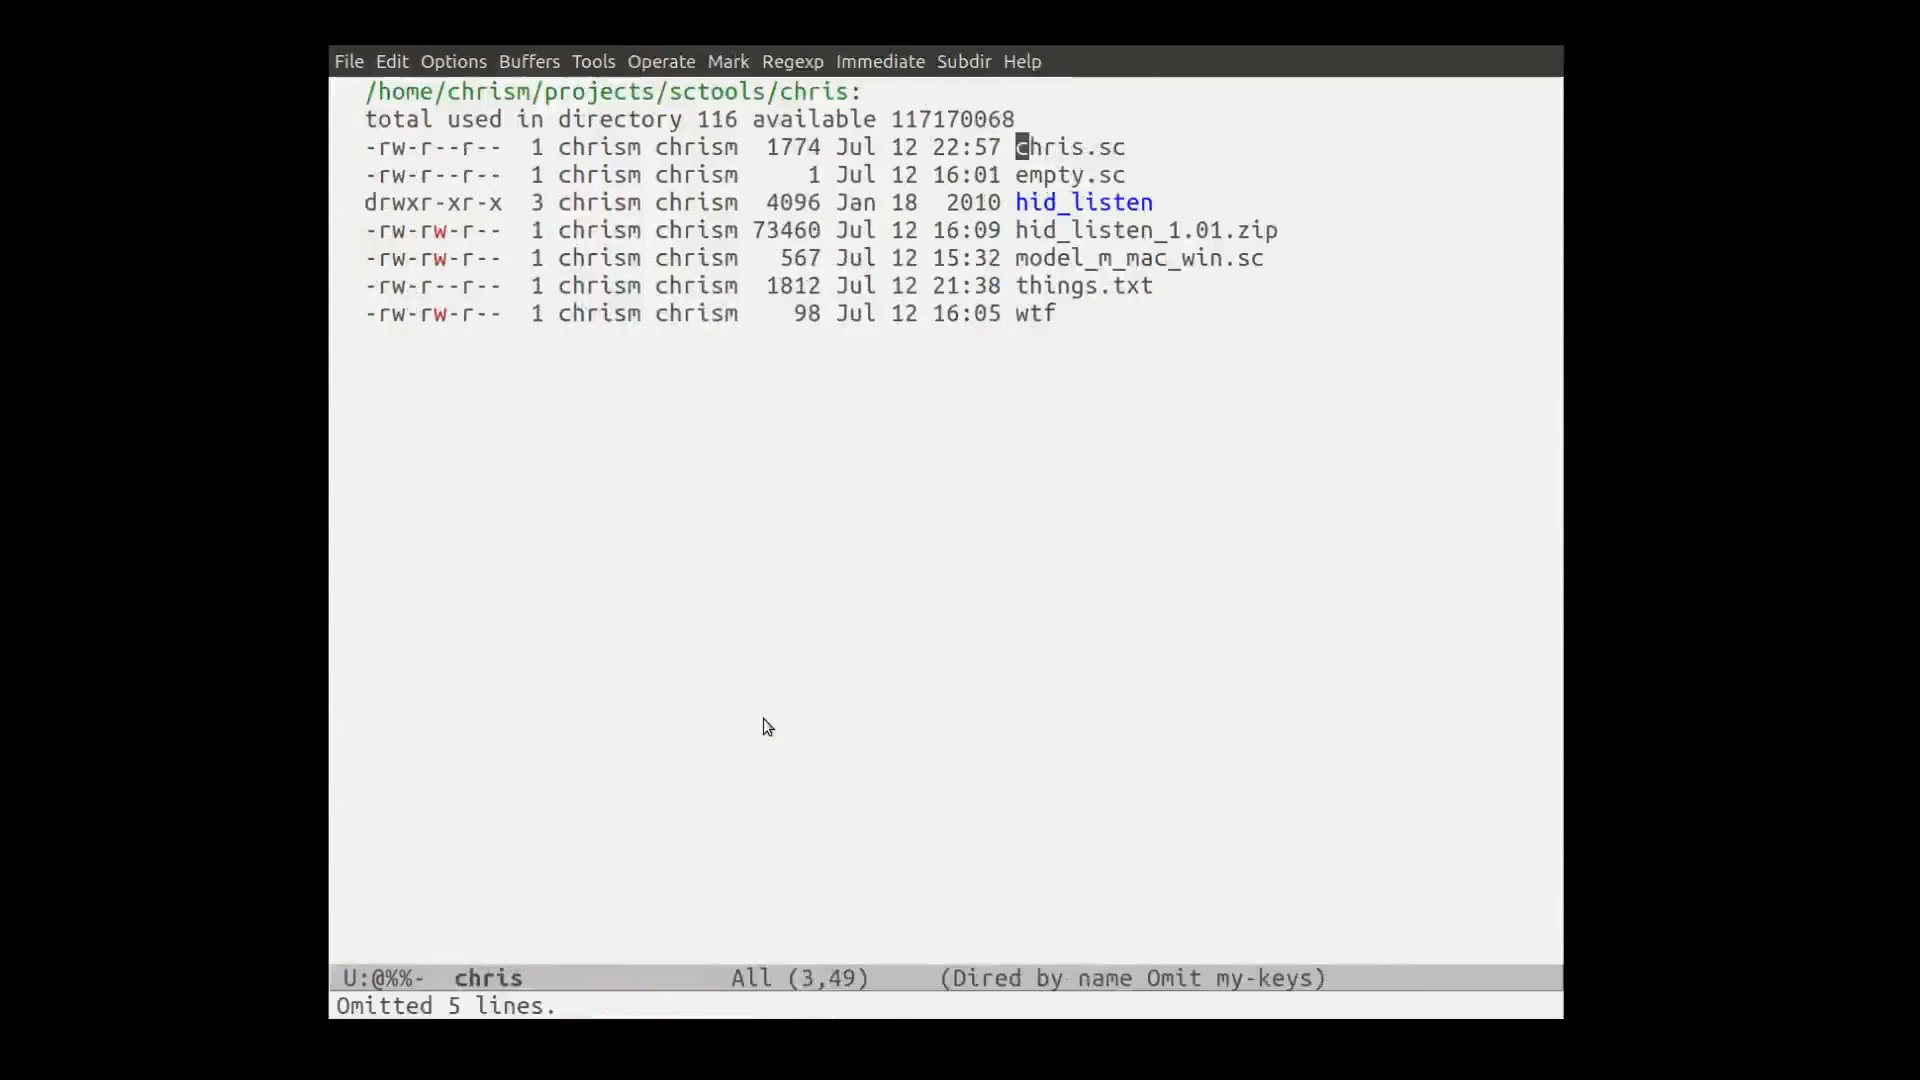 File Edit Options Buffers Tools Operate Mark Regexp Immediate Subdir Help
/home/chrism/projects/sctools/chris:
total used in directory 116 available 117170068
-rw-r--r-- 1 chrism chrism 1774 Jul 12 22:57 chris.sc
-rw-r--r-- 1 chrism chrism 1 Jul 12 16:01 empty.sc
drwxr-xr-x 3 chrism chrism 4096 Jan 18 2010 hid_listen
-rw-rw-r-- 1 chrism chrism 73460 Jul 12 16:09 hid_listen_1.01.zip
-rw-rw-r-- 1 chrism chrism 567 Jul 12 15:32 model_m_mac_win.sc
-rw-r--r-- 1 chrism chrism 1812 Jul 12 21:38 things.txt
-rw-rw-r-- 1 chrism chrism 98 Jul 12 16:05 wtf
U:@%%- chris All (3,49) (Dired by name Omit my-keys)
Omitted 5 lines.